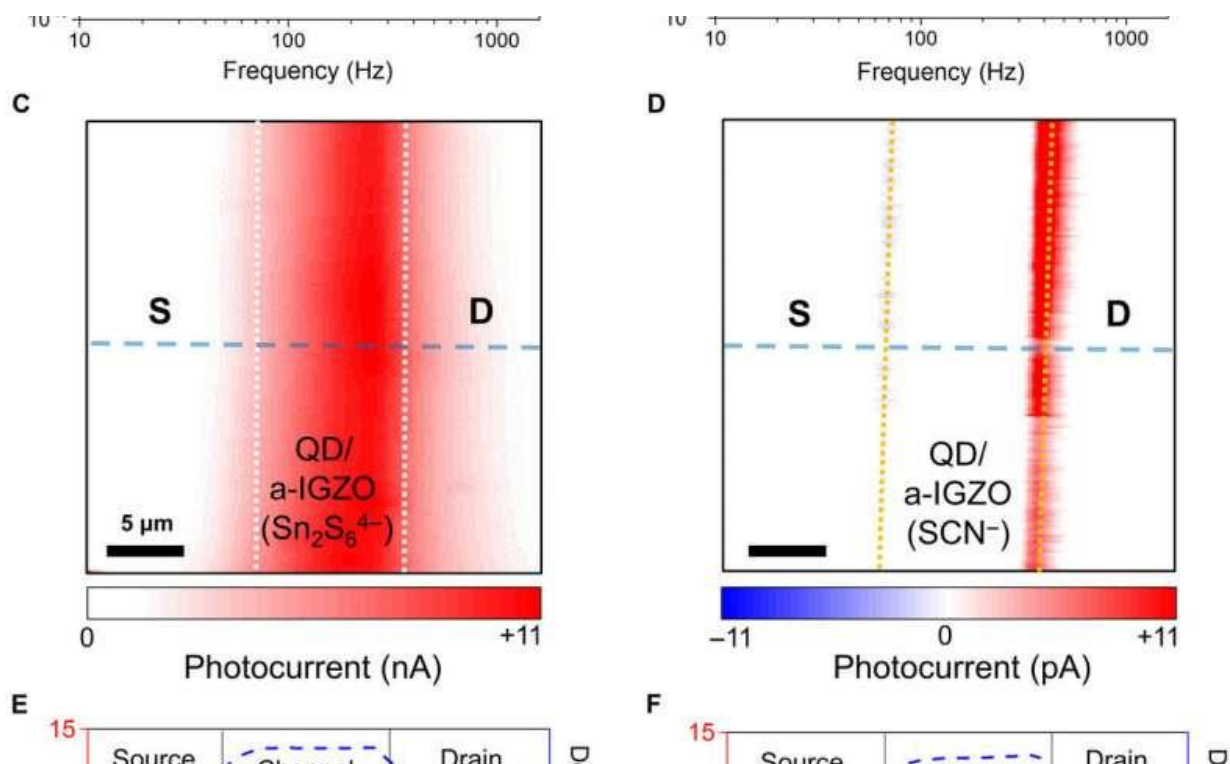 10
10 100 1000
Frequency (Hz)
10 100 1000
Frequency (Hz)
C
S
D
QD/
a-IGZO
(Sn₂S₆⁴⁻)
5 µm
0 +11
Photocurrent (nA)
D
S
D
QD/
a-IGZO
(SCN⁻)
−11 0 +11
Photocurrent (pA)
E
15
Source Channel Drain
F
15
Source Drain